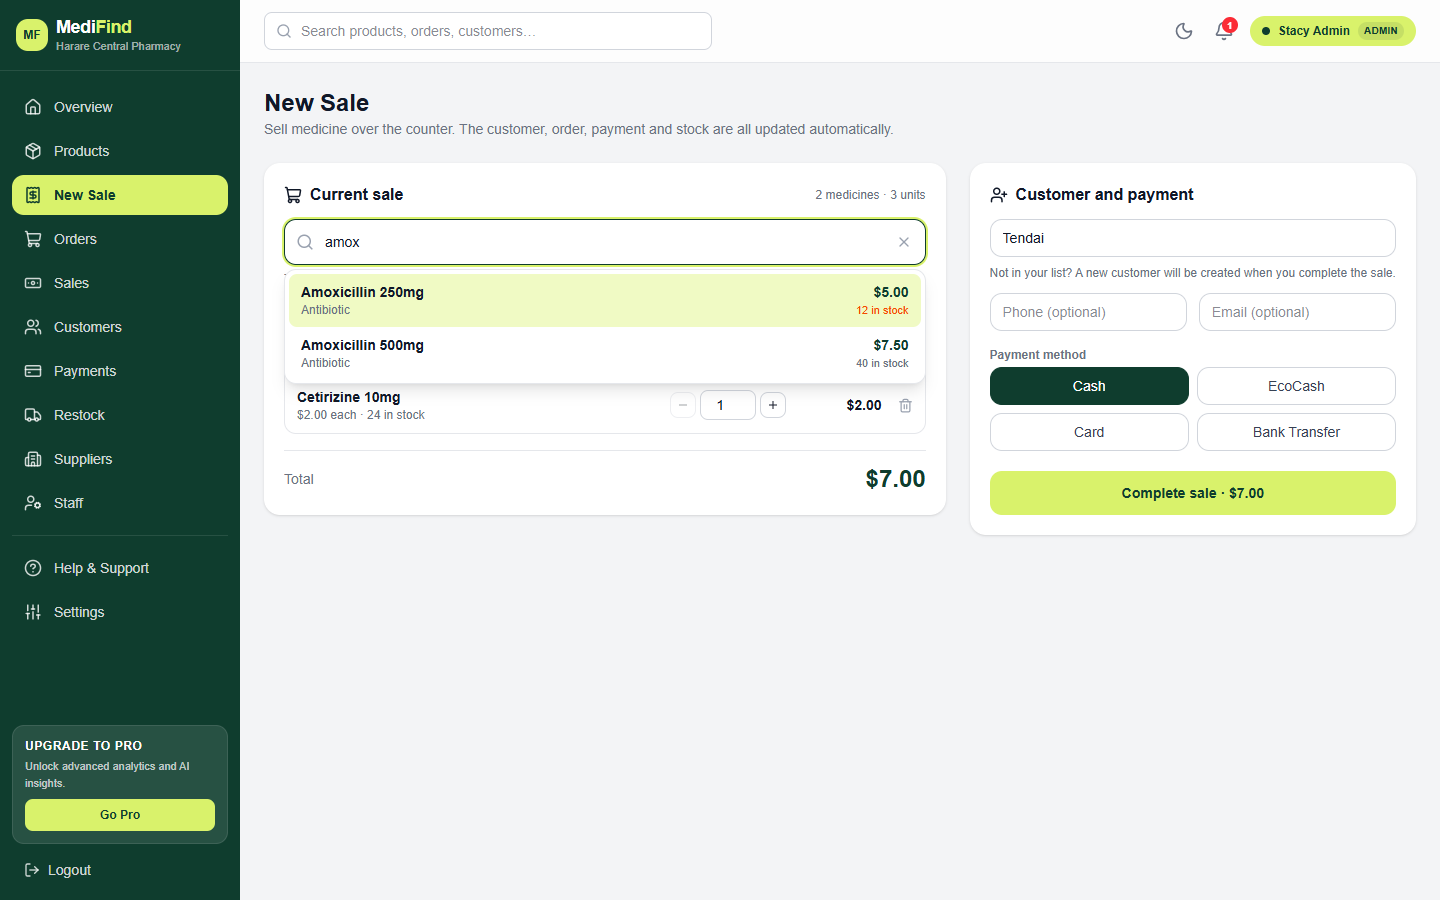 MF
MediFind
Harare Central Pharmacy
Overview
Products
New Sale
Orders
Sales
Customers
Payments
Restock
Suppliers
Staff
Help & Support
Settings
UPGRADE TO PRO
Unlock advanced analytics and AI
insights.
Go Pro
Logout
Search products, orders, customers...
1
Stacy Admin ADMIN
New Sale
Sell medicine over the counter. The customer, order, payment and stock are all updated automatically.
Current sale
2 medicines · 3 units
amox
Amoxicillin 250mg $5.00
Antibiotic 12 in stock
Amoxicillin 500mg $7.50
Antibiotic 40 in stock
Cetirizine 10mg
$2.00 each · 24 in stock
1
$2.00
Total $7.00
Customer and payment
Tendai
Not in your list? A new customer will be created when you complete the sale.
Phone (optional) Email (optional)
Payment method
Cash EcoCash
Card Bank Transfer
Complete sale · $7.00